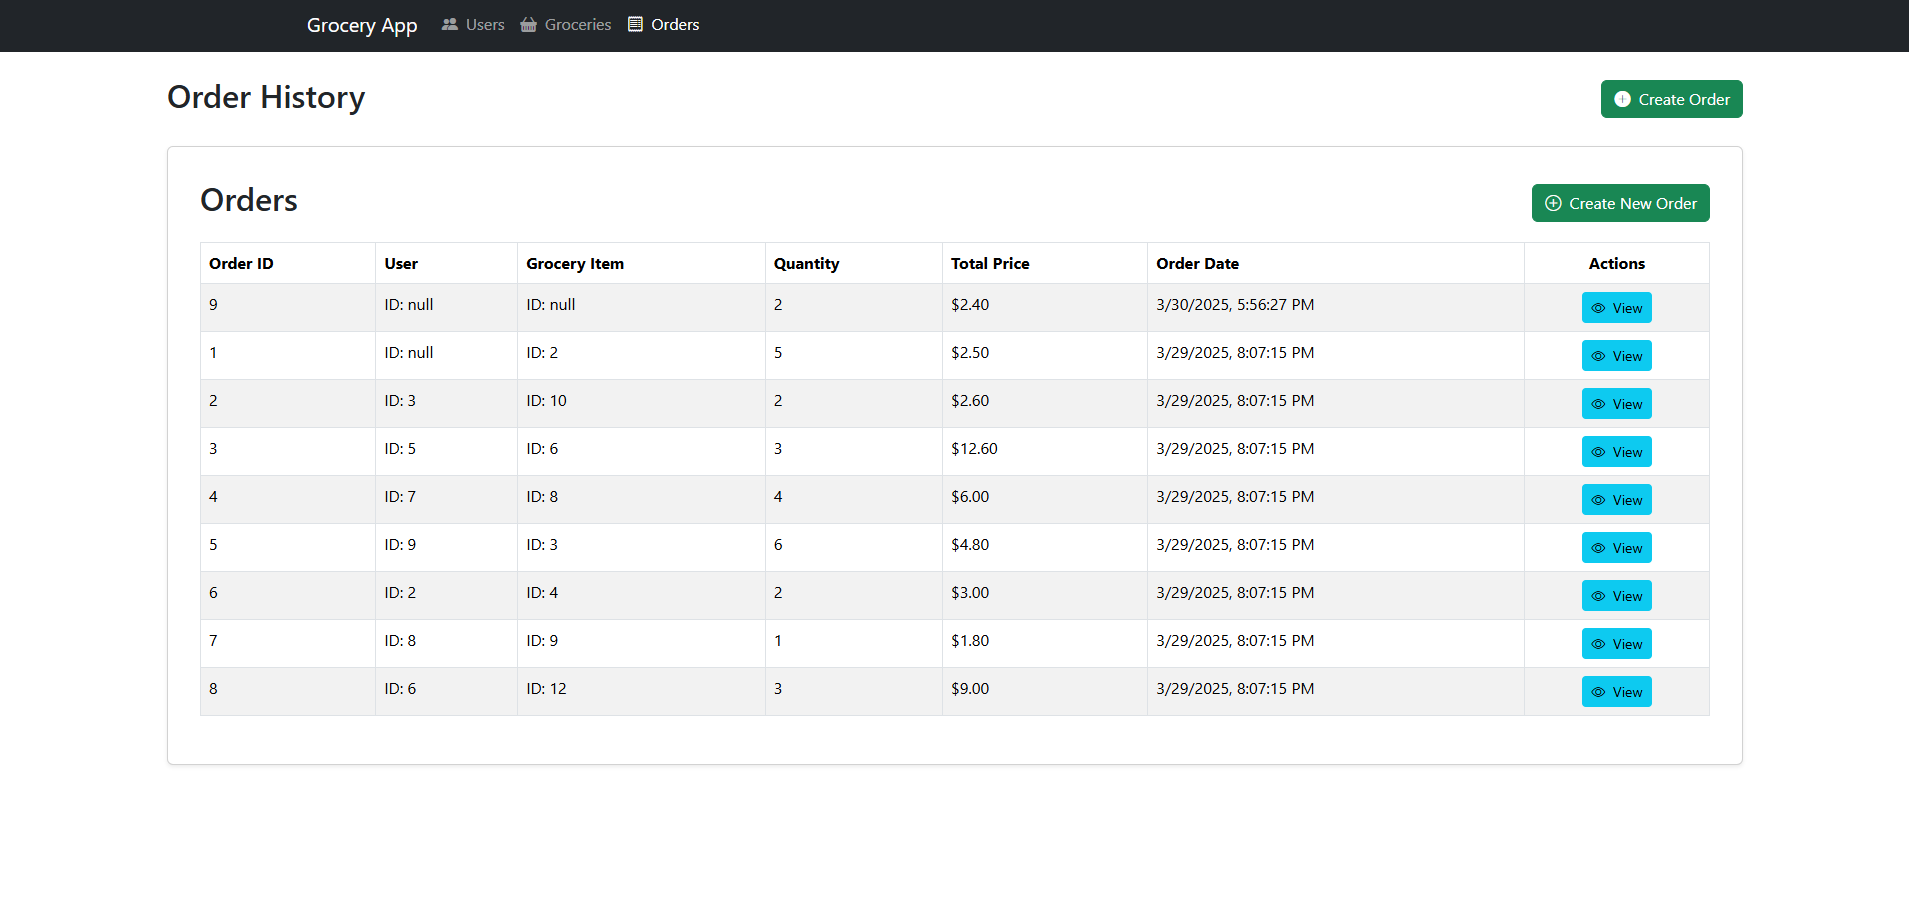 Grocery App Users Groceries Orders
Order History
Create Order
Orders
Create New Order
Order ID User Grocery Item Quantity Total Price Order Date Actions
9 ID: null ID: null 2 $2.40 3/30/2025, 5:56:27 PM View
1 ID: null ID: 2 5 $2.50 3/29/2025, 8:07:15 PM View
2 ID: 3 ID: 10 2 $2.60 3/29/2025, 8:07:15 PM View
3 ID: 5 ID: 6 3 $12.60 3/29/2025, 8:07:15 PM View
4 ID: 7 ID: 8 4 $6.00 3/29/2025, 8:07:15 PM View
5 ID: 9 ID: 3 6 $4.80 3/29/2025, 8:07:15 PM View
6 ID: 2 ID: 4 2 $3.00 3/29/2025, 8:07:15 PM View
7 ID: 8 ID: 9 1 $1.80 3/29/2025, 8:07:15 PM View
8 ID: 6 ID: 12 3 $9.00 3/29/2025, 8:07:15 PM View